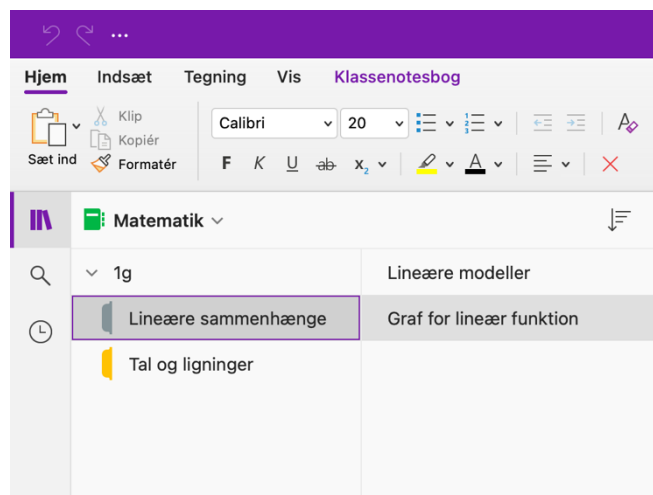 Hjem Indsæt Tegning Vis Klassenotesbog
Klip
Kopiér
Sæt ind Formatér
Calibri 20
F K U ab x₂ A
Matematik
1g
Lineære sammenhænge
Tal og ligninger
Lineære modeller
Graf for lineær funktion